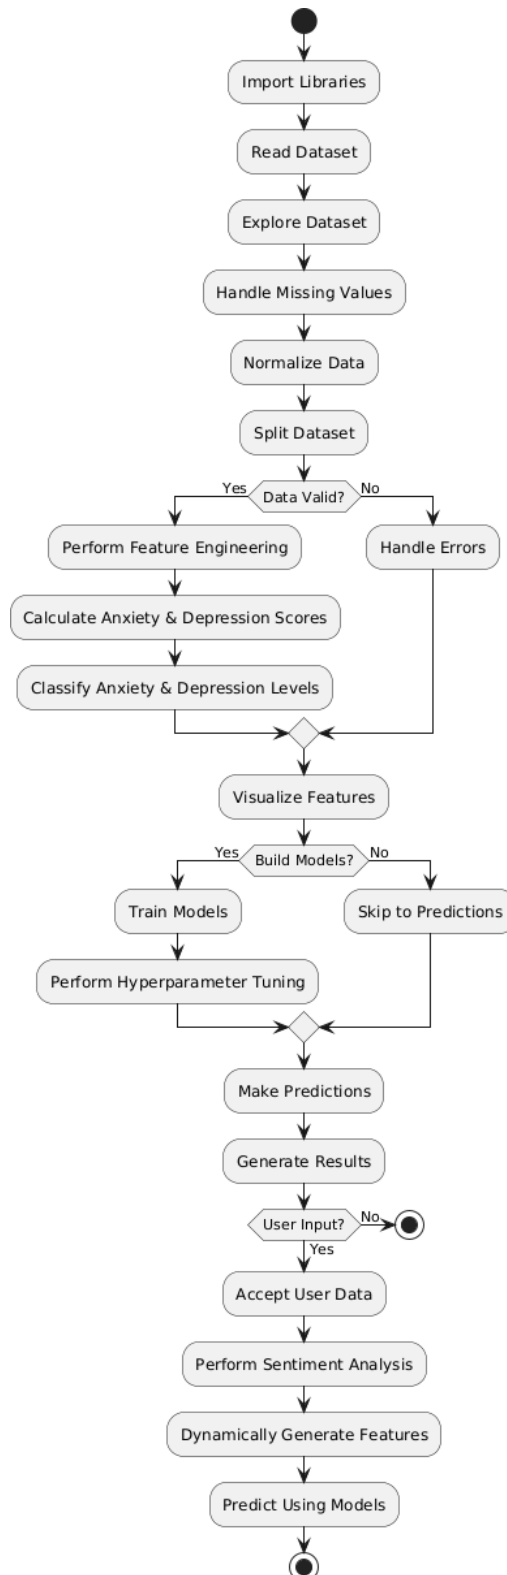 Import Libraries
Read Dataset
Explore Dataset
Handle Missing Values
Normalize Data
Split Dataset
Yes
Data Valid?
No
Perform Feature Engineering
Handle Errors
Calculate Anxiety & Depression Scores
Classify Anxiety & Depression Levels
Visualize Features
Yes
Build Models?
No
Train Models
Skip to Predictions
Perform Hyperparameter Tuning
Make Predictions
Generate Results
User Input?
No
Yes
Accept User Data
Perform Sentiment Analysis
Dynamically Generate Features
Predict Using Models